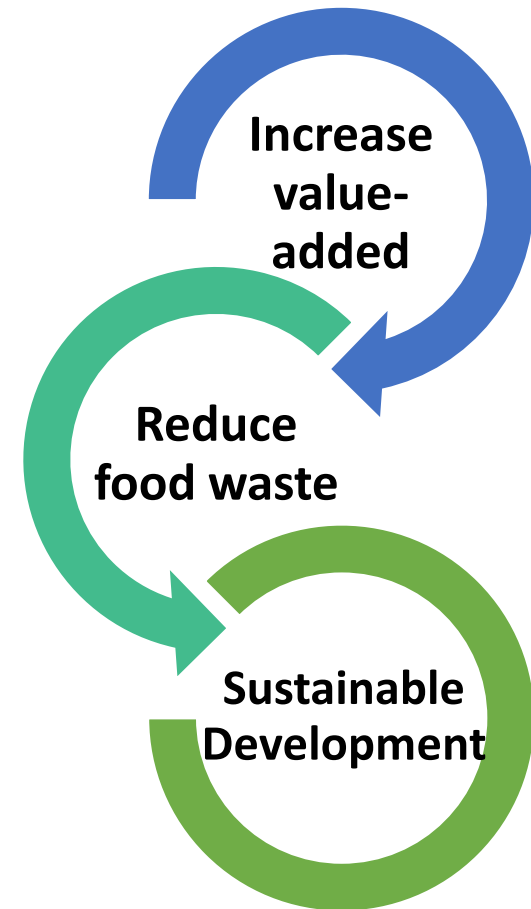 Increase
value-
added
Reduce
food waste
Sustainable
Development